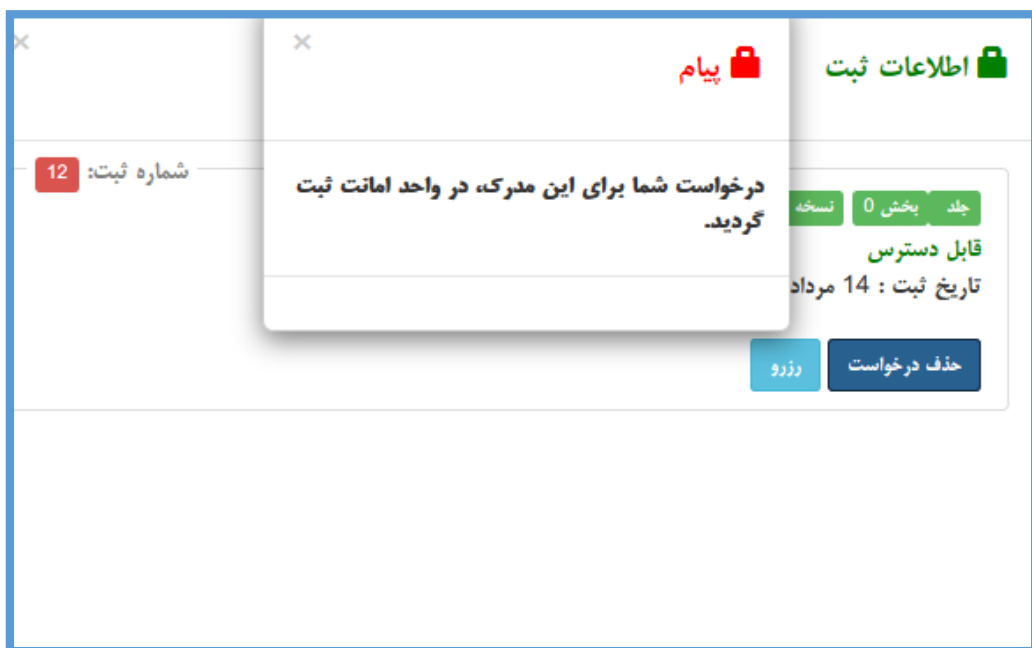 اطلاعات ثبت
پیام
×
×
درخواست شما برای این مدرک، در واحد امانت ثبت
گردید.
شماره ثبت: 12
جلد بخش 0 نسخه
قابل دسترس
تاریخ ثبت : 14 مرداد
حذف درخواست
رزرو